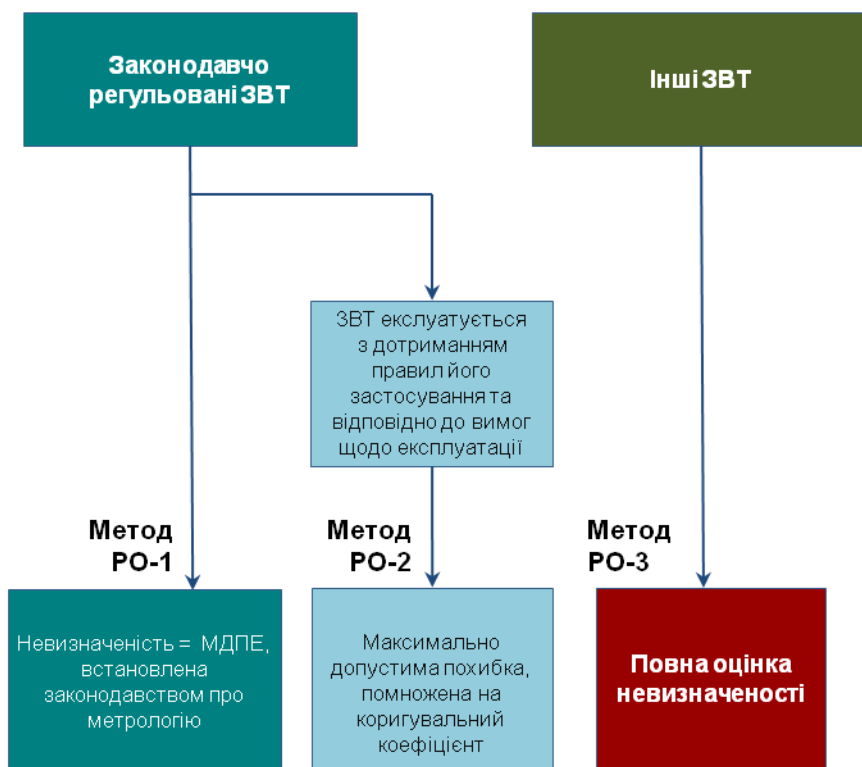 Законодавчо
регульовані ЗВТ
Інші ЗВТ
ЗВТ екслуатується
з дотриманням
правил його
застосування та
відповідно до вимог
щодо експлуатації
Метод
РО-1
Метод
РО-2
Метод
РО-3
Невизначеність = МДПЕ,
встановлена
законодавством про
метрологію
Максимально
допустима похибка,
помножена на
коригувальний
коефіцієнт
Повна оцінка
невизначеності